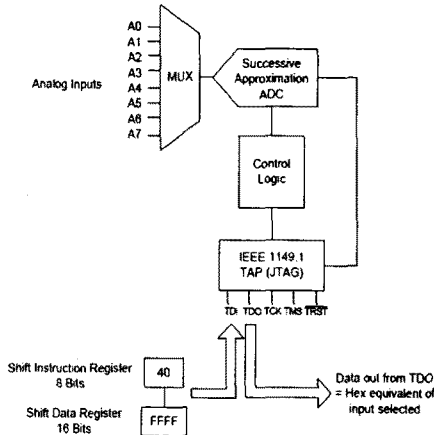 A0
A1
A2
A3
A4
A5
A6
A7
Analog Inputs
MUX
Successive
Approximation
ADC
Control
Logic
IEEE 1149.1
TAP (JTAG)
TDI TDO TCK TMS TRST
Shift Instruction Register
8 Bits
40
Shift Data Register
16 Bits
FFFF
Data out from TDO
= Hex equivalent of
input selected